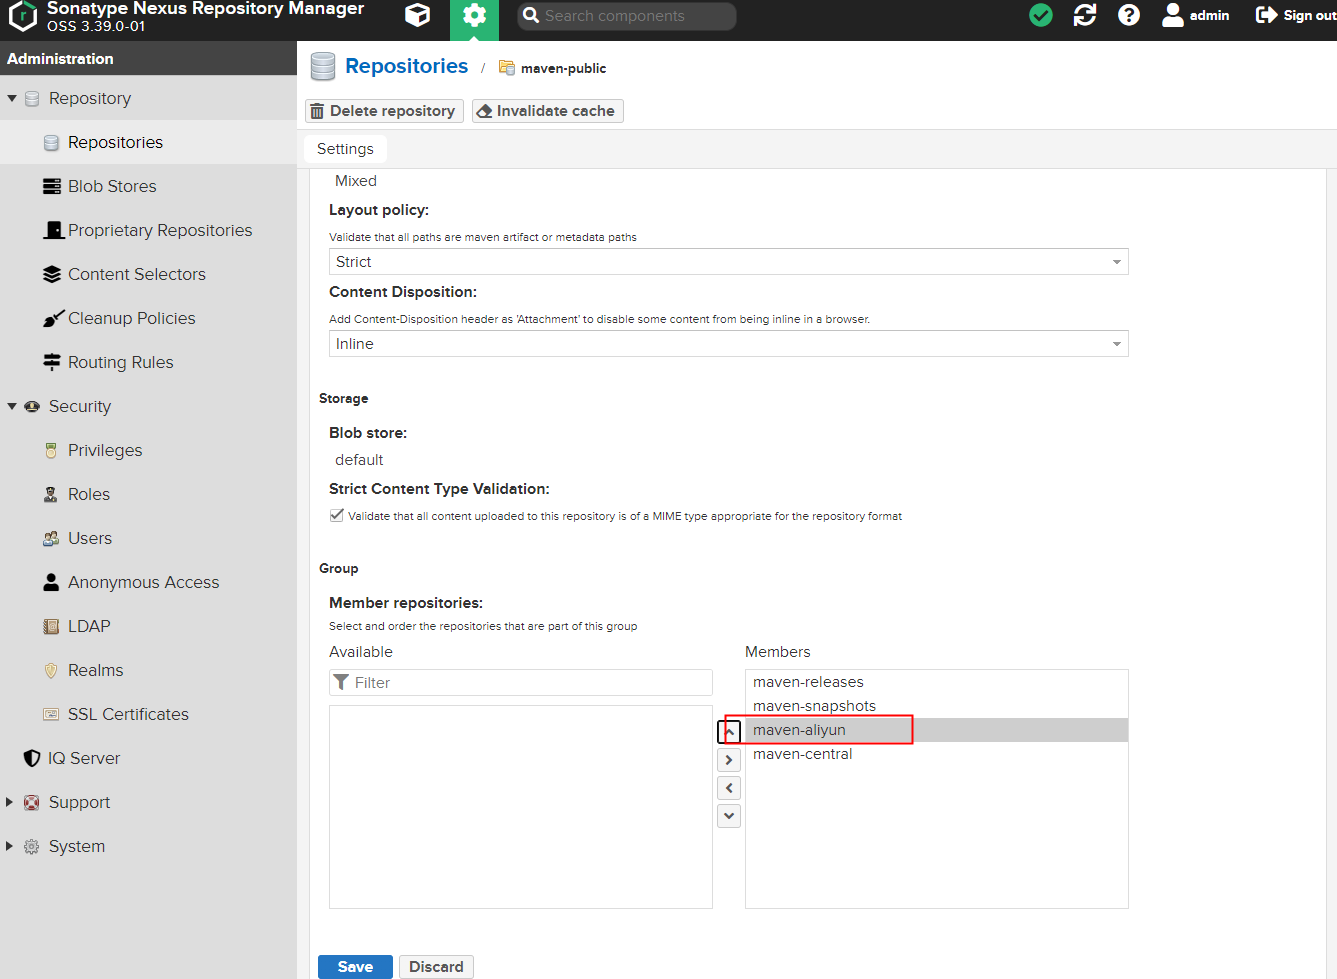 Sonatype Nexus Repository Manager
OSS 3.39.0-01
Search components
admin
Sign out
Administration
Repository
Repositories
Blob Stores
Proprietary Repositories
Content Selectors
Cleanup Policies
Routing Rules
Security
Privileges
Roles
Users
Anonymous Access
LDAP
Realms
SSL Certificates
IQ Server
Support
System
Repositories / maven-public
Delete repository
Invalidate cache
Settings
Mixed
Layout policy:
Validate that all paths are maven artifact or metadata paths
Strict
Content Disposition:
Add Content-Disposition header as 'Attachment' to disable some content from being inline in a browser.
Inline
Storage
Blob store:
default
Strict Content Type Validation:
Validate that all content uploaded to this repository is of a MIME type appropriate for the repository format
Group
Member repositories:
Select and order the repositories that are part of this group
Available
Filter
Members
maven-releases
maven-snapshots
maven-aliyun
maven-central
Save
Discard